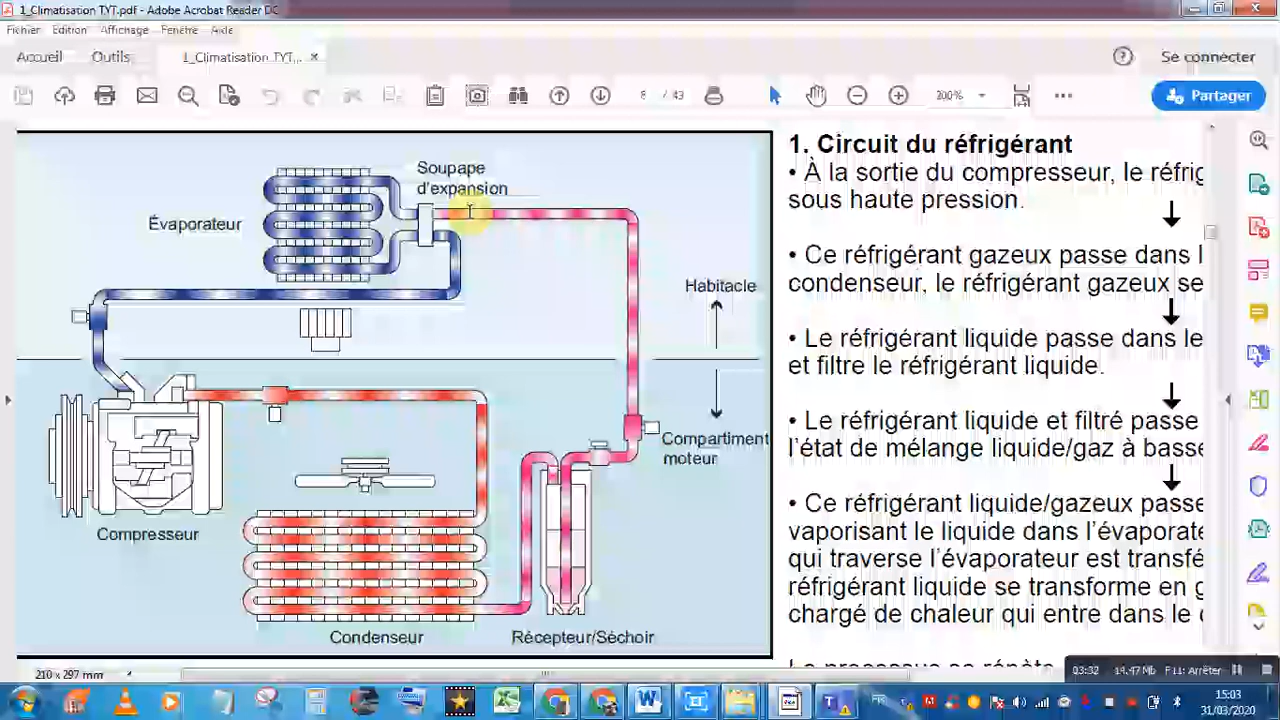 1_Climatisation TYT.pdf - Adobe Acrobat Reader DC
Fichier Edition Affichage Fenêtre Aide
Accueil Outils 1_Climatisation TYT,... × Se connecter
8 / 43 200% Partager
Soupape
d'expansion
Évaporateur
Habitacle
Compartiment
moteur
Compresseur
Condenseur
Récepteur/Séchoir
1. Circuit du réfrigérant
• À la sortie du compresseur, le réfrig
sous haute pression.
• Ce réfrigérant gazeux passe dans l
condenseur, le réfrigérant gazeux se
• Le réfrigérant liquide passe dans le
et filtre le réfrigérant liquide.
• Le réfrigérant liquide et filtré passe
l'état de mélange liquide/gaz à basse
• Ce réfrigérant liquide/gazeux passe
vaporisant le liquide dans l'évaporate
qui traverse l'évaporateur est transfé
réfrigérant liquide se transforme en g
chargé de chaleur qui entre dans le c
Le processus se répète
210 x 297 mm
03:32 14.47Mb F11: Arrêter
15:03
31/03/2020